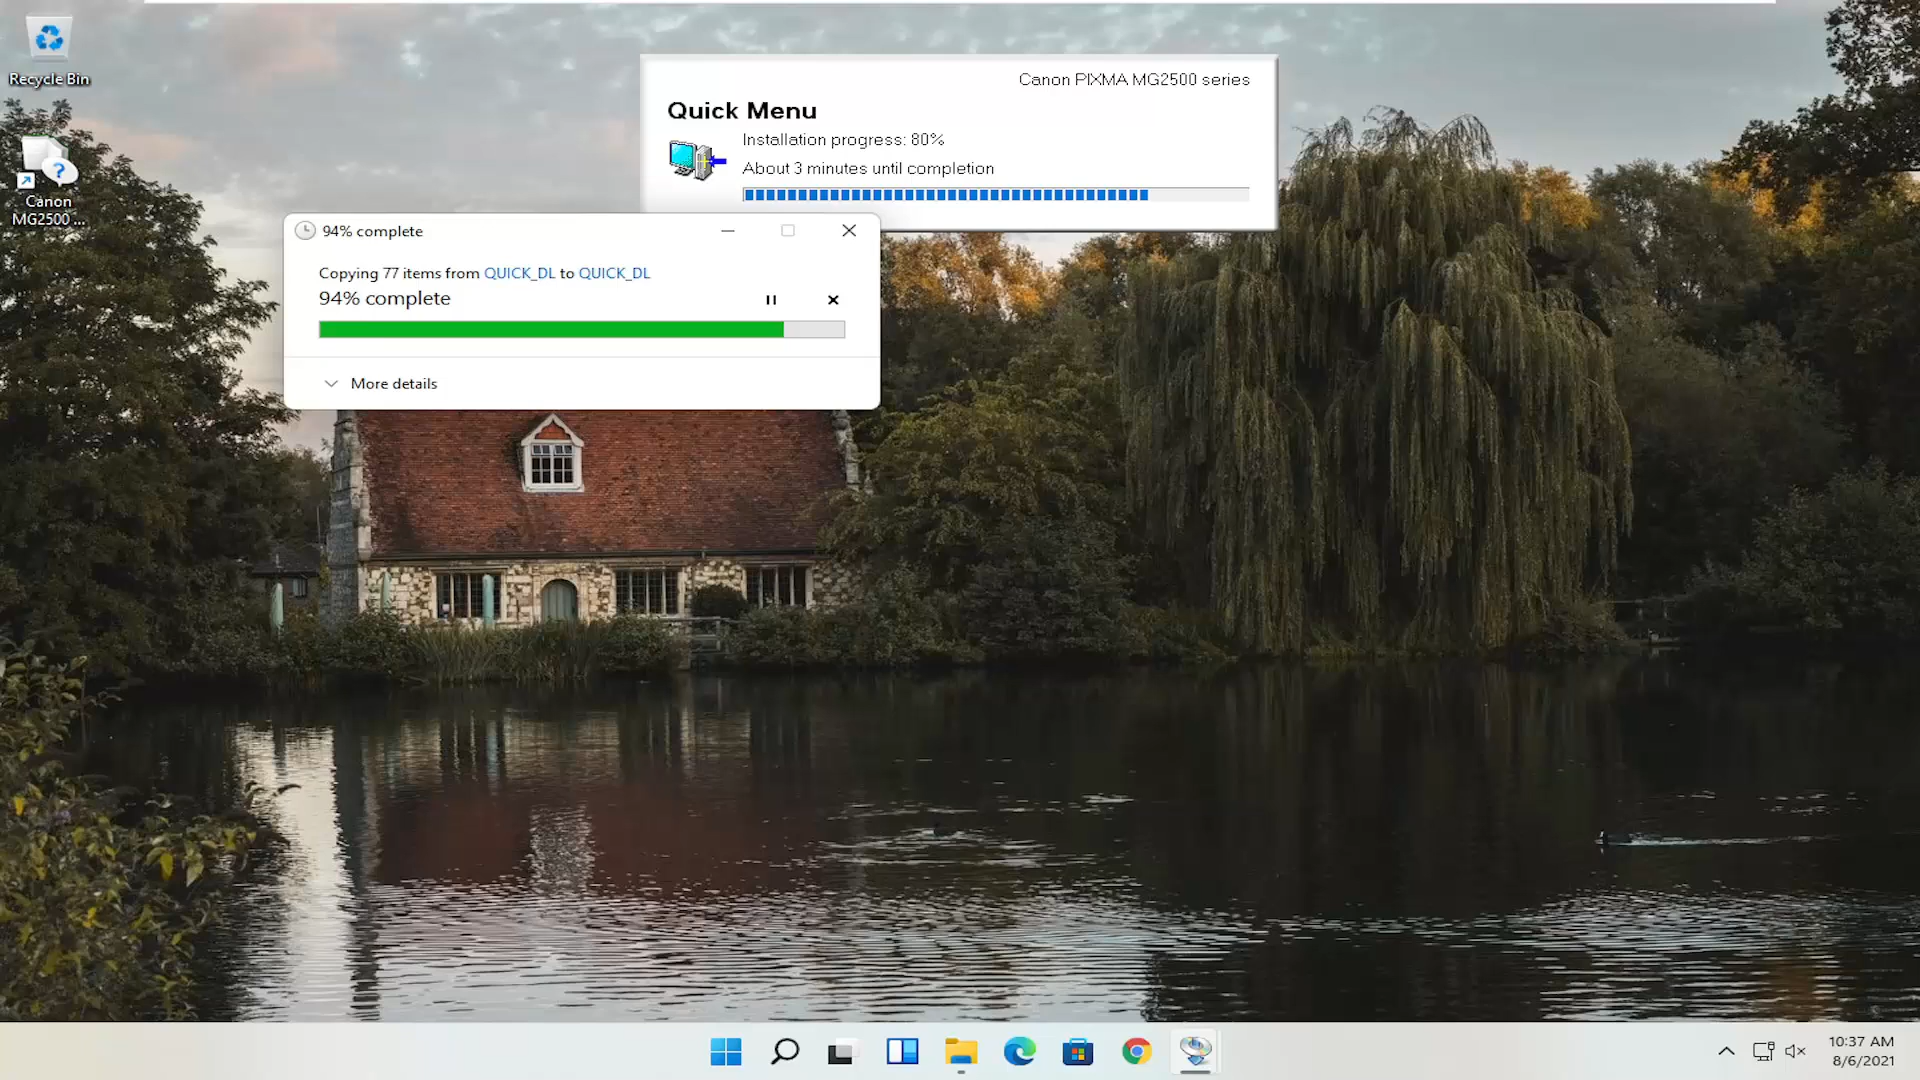 Recycle Bin
Canon
MG2500 ...
Canon PIXMA MG2500 series
Quick Menu
Installation progress: 80%
About 3 minutes until completion
94% complete
Copying 77 items from QUICK_DL to QUICK_DL
94% complete
More details
10:37 AM
8/6/2021